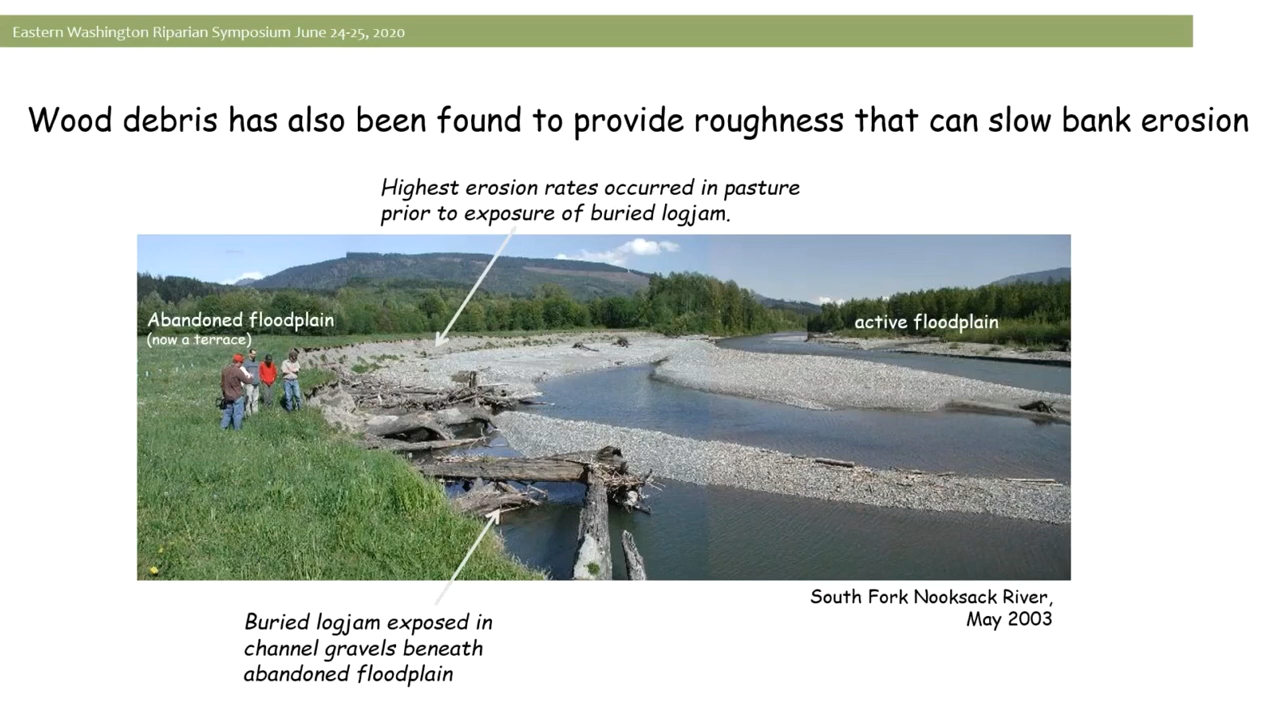 Eastern Washington Riparian Symposium June 24-25, 2020
Wood debris has also been found to provide roughness that can slow bank erosion
Highest erosion rates occurred in pasture
prior to exposure of buried logjam.
Abandoned floodplain
(now a terrace)
active floodplain
South Fork Nooksack River,
May 2003
Buried logjam exposed in
channel gravels beneath
abandoned floodplain